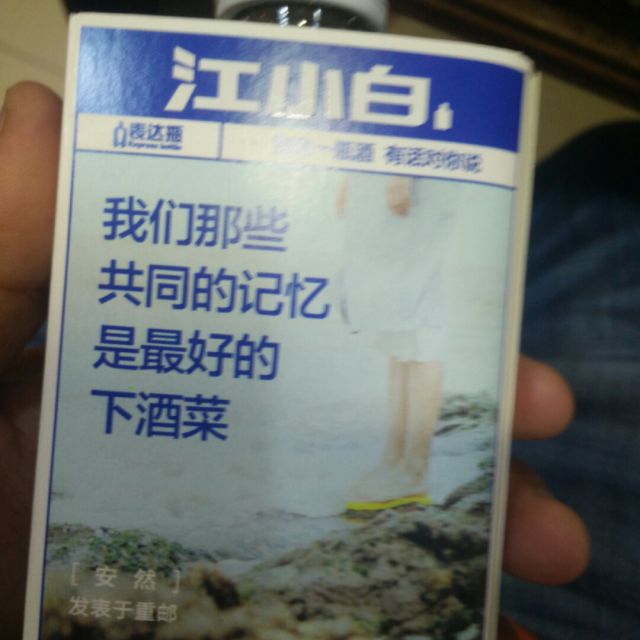 江小白
表达瓶
Express bottle
一瓶酒 有话对你说
我们那些
共同的记忆
是最好的
下酒菜
[安然]
发表于重邮